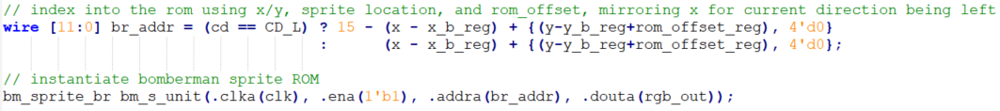 // index into the rom using x/y, sprite location, and rom_offset, mirroring x for current direction being left
wire [11:0] br_addr = (cd == CD_L) ? 15 - (x - x_b_reg) + {(y-y_b_reg+rom_offset_reg), 4'd0}
: (x - x_b_reg) + {(y-y_b_reg+rom_offset_reg), 4'd0};
// instantiate bomberman sprite ROM
bm_sprite_br bm_s_unit(.clka(clk), .ena(1'b1), .addra(br_addr), .douta(rgb_out));